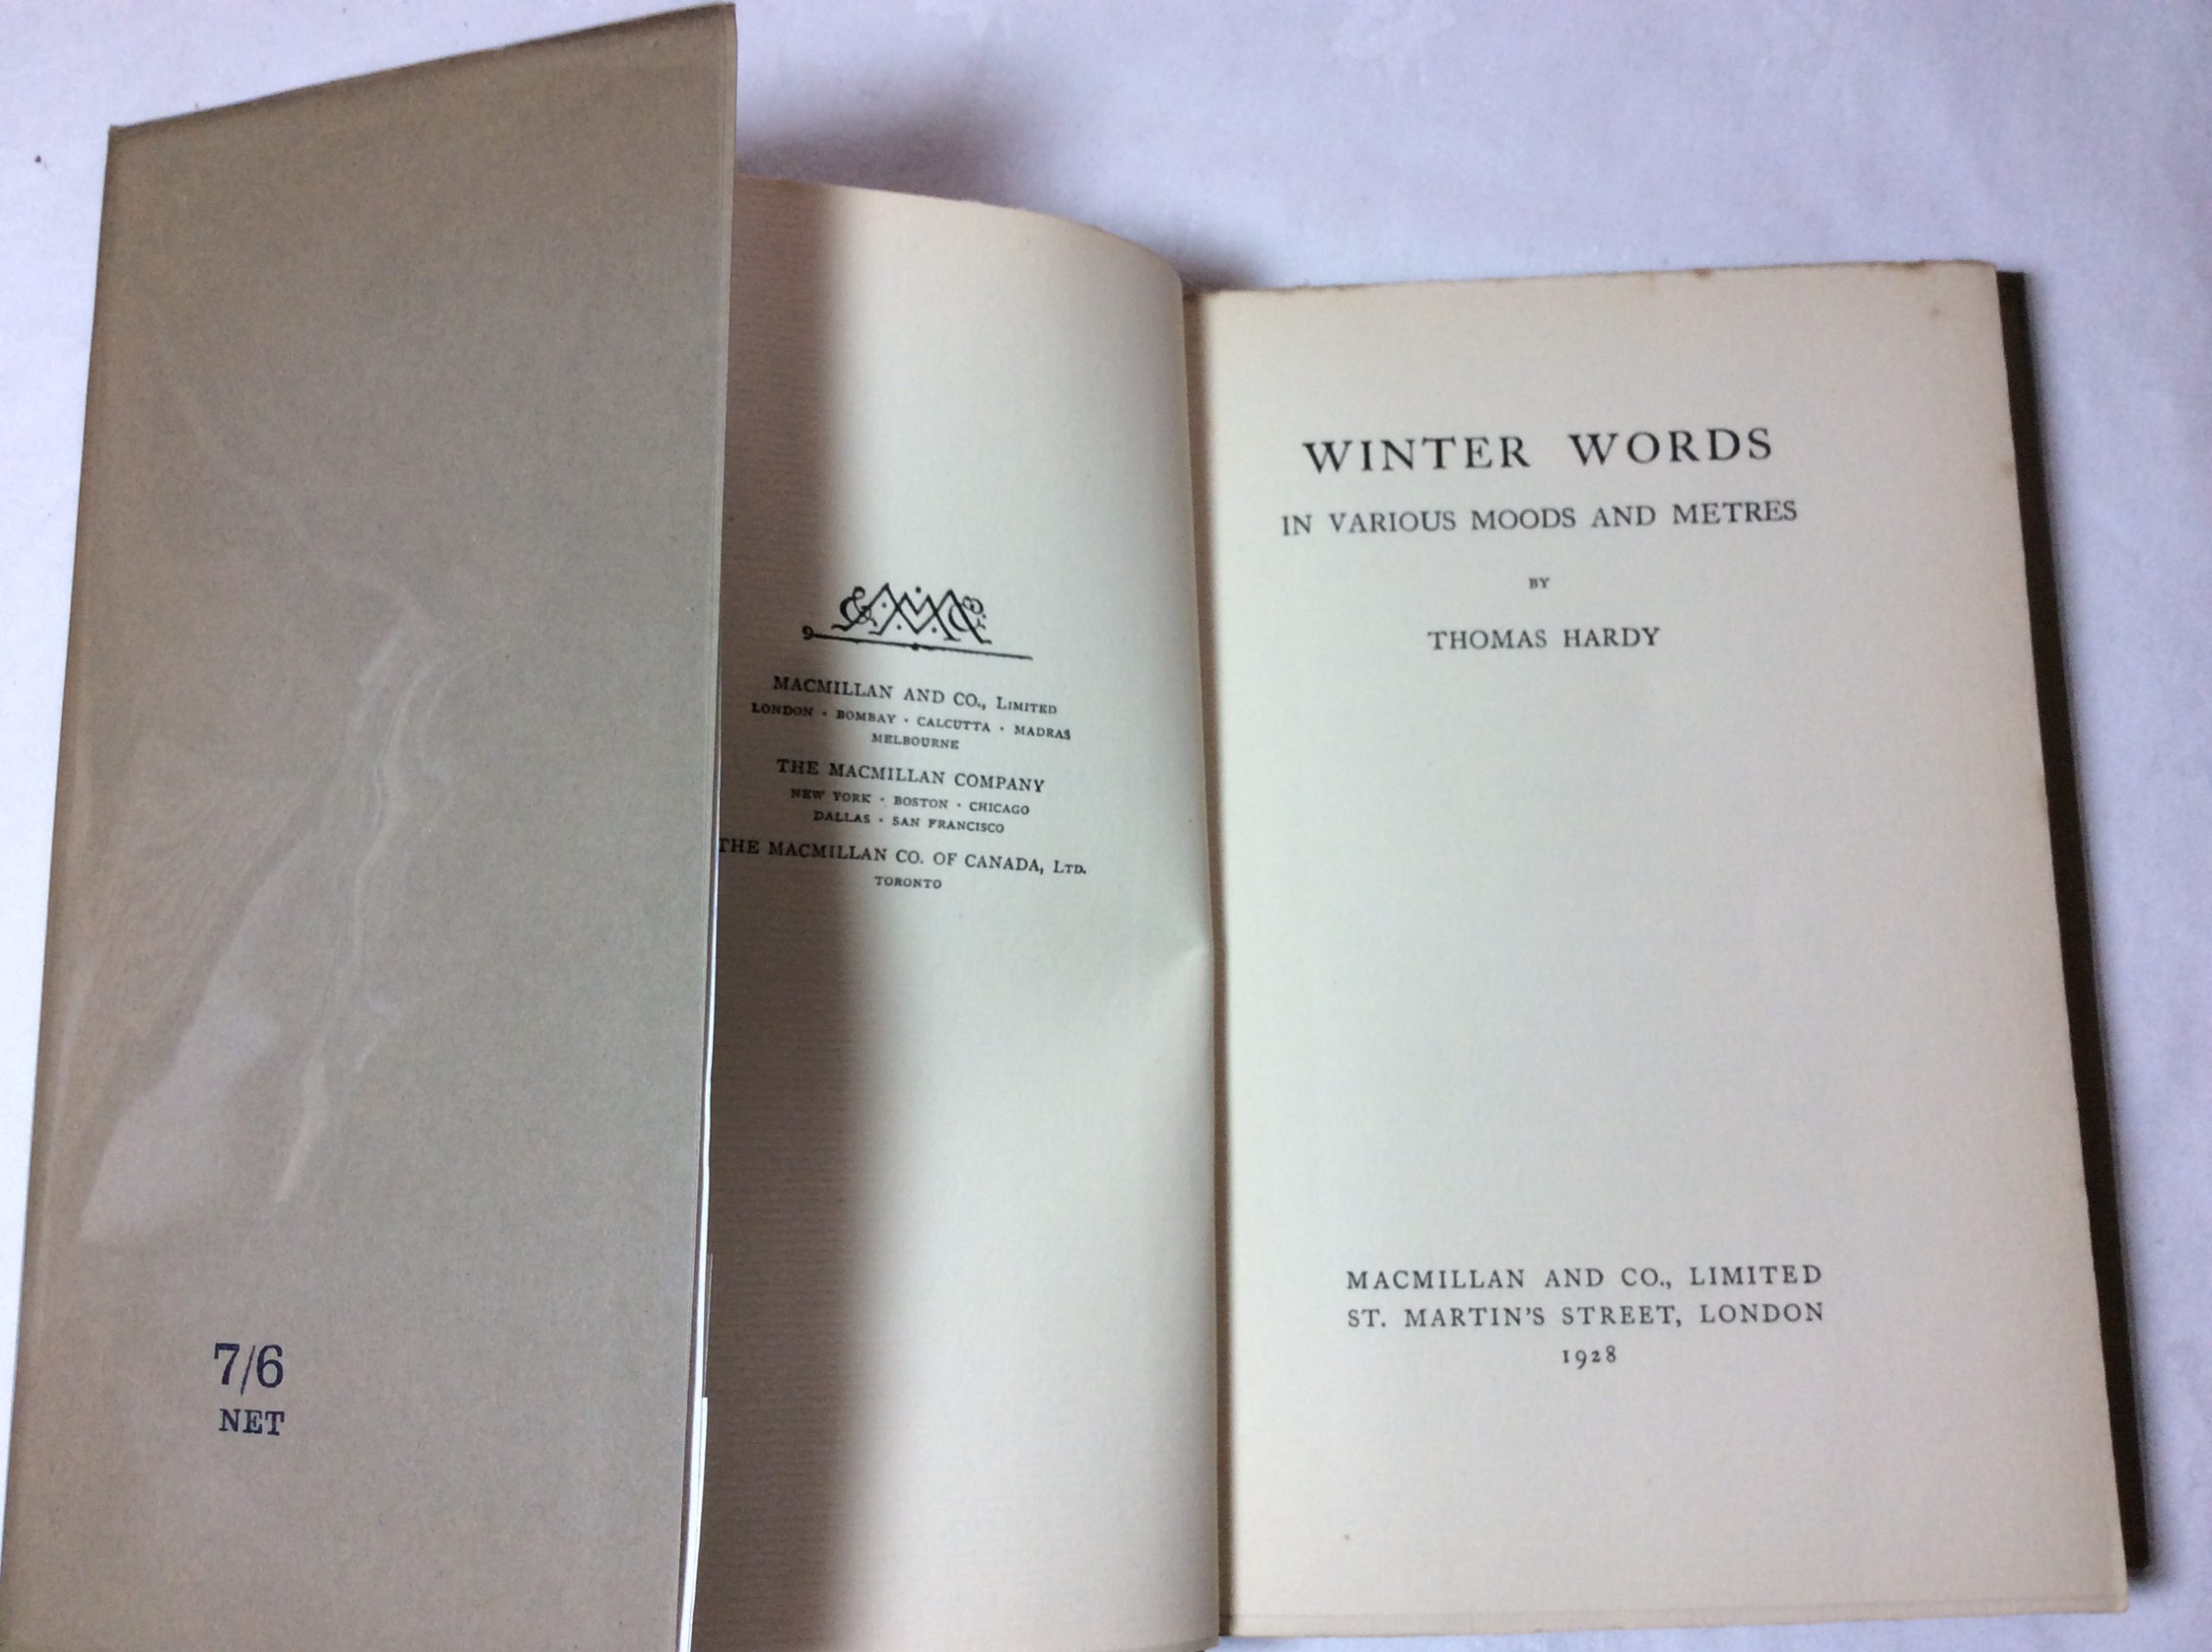 7/6
NET
MACMILLAN AND CO., LIMITED
LONDON · BOMBAY · CALCUTTA · MADRAS
MELBOURNE
THE MACMILLAN COMPANY
NEW YORK · BOSTON · CHICAGO
DALLAS · SAN FRANCISCO
THE MACMILLAN CO. OF CANADA, LTD.
TORONTO
WINTER WORDS
IN VARIOUS MOODS AND METRES
BY
THOMAS HARDY
MACMILLAN AND CO., LIMITED
ST. MARTIN'S STREET, LONDON
1928